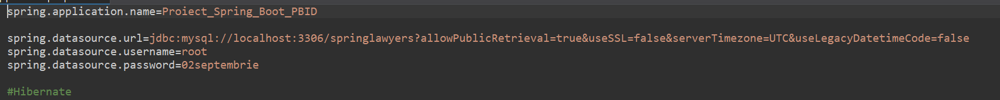 spring.application.name=Proiect_Spring_Boot_PBID
spring.datasource.url=jdbc:mysql://localhost:3306/springlawyers?allowPublicRetrieval=true&useSSL=false&serverTimezone=UTC&useLegacyDatetimeCode=false
spring.datasource.username=root
spring.datasource.password=02septembrie
#Hibernate